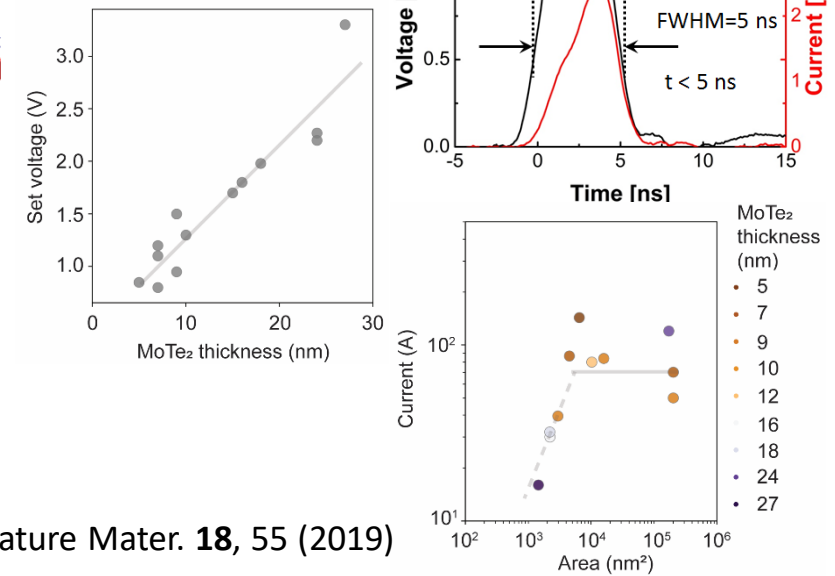 Set voltage (V)
3.0
2.5
2.0
1.5
1.0
0
10
20
30
MoTe₂ thickness (nm)
Voltage
0.5
0.0
FWHM=5 ns
t < 5 ns
2
1
0
Current [
-5
0
5
10
15
Time [ns]
Current (A)
10²
10¹
10²
10³
10⁴
10⁵
10⁶
Area (nm²)
MoTe₂
thickness
(nm)
5
7
9
10
12
16
18
24
27
ature Mater. 18, 55 (2019)